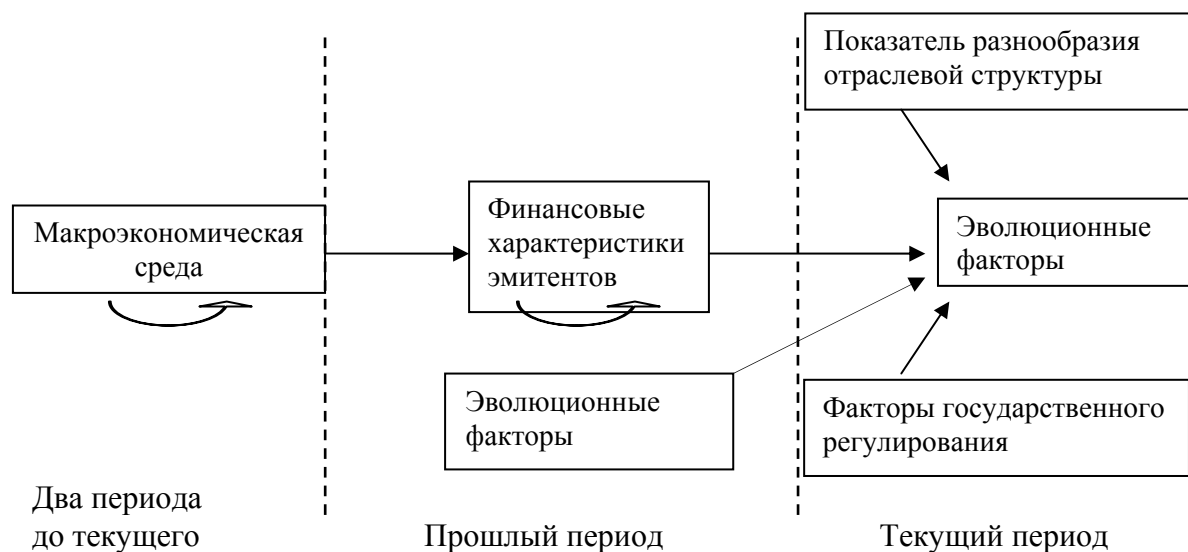 Показатель разнообразия
отраслевой структуры
Макроэкономическая
среда
Финансовые
характеристики
эмитентов
Эволюционные
факторы
Эволюционные
факторы
Факторы государственного
регулирования
Два периода
до текущего
Прошлый период
Текущий период